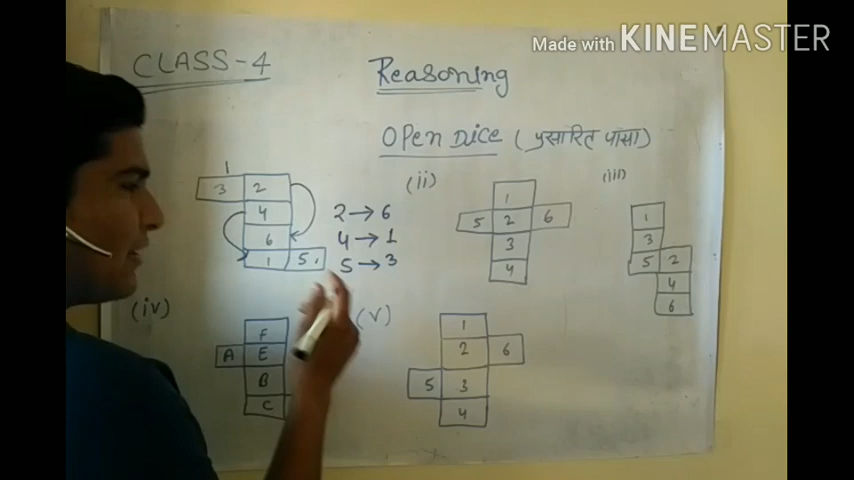 Made with KINEMASTER
CLASS-4
Reasoning
OPen DICE (प्रसारित पासा)
1
3 2
4
6
1 5
2→6
4→1
5→3
(ii)
1
5 2 6
3
4
(iii)
1
3
5 2
4
6
(iv)
F
A E
B
C
(v)
1
2 6
5 3
4